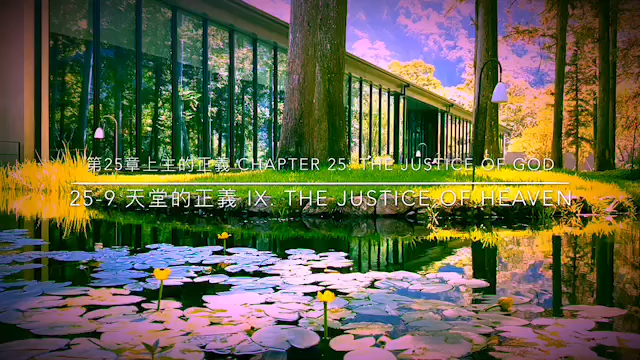 第25章上主的正義 CHAPTER 25. THE JUSTICE OF GOD
25-9 天堂的正義 IX. THE JUSTICE OF HEAVEN